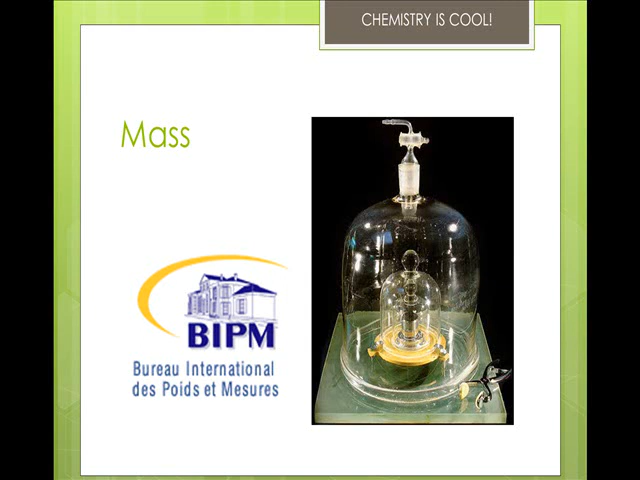 CHEMISTRY IS COOL!
Mass
BIPM
Bureau International
des Poids et Mesures